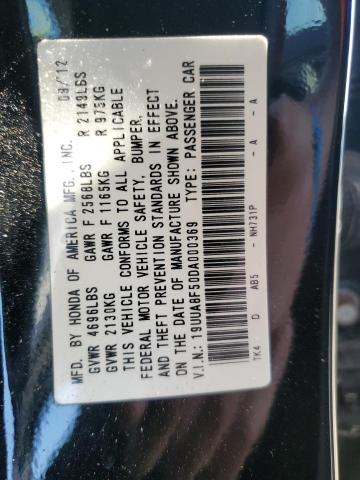 MFD. BY HONDA OF AMERICA MFG., INC. 03/12
GVWR 4696LBS GAWR F 2568LBS R 2149LBS
GVWR 2130KG GAWR F 1165KG R 975KG
THIS VEHICLE CONFORMS TO ALL APPLICABLE
FEDERAL MOTOR VEHICLE SAFETY, BUMPER,
AND THEFT PREVENTION STANDARDS IN EFFECT
ON DATE OF MANUFACTURE SHOWN ABOVE.
V.I.N.: 19UUA8F50DA000369 TYPE: PASSENGER CAR
TK4 D AB5 - NH731P - A - A